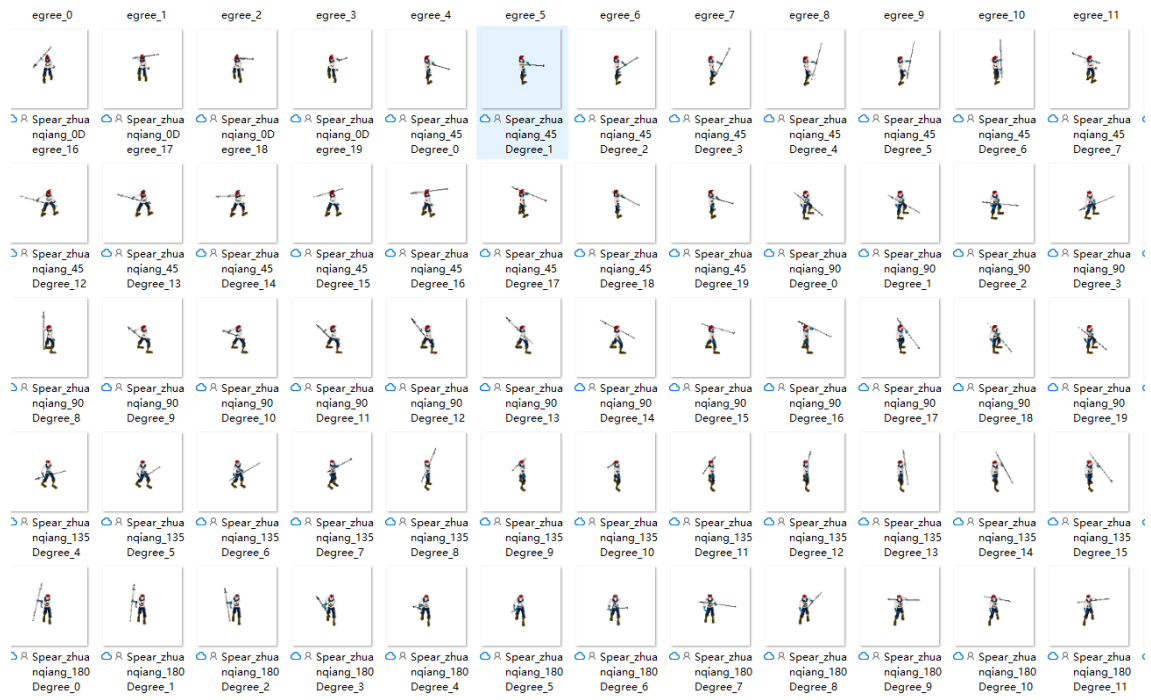 egree_0 egree_1 egree_2 egree_3 egree_4 egree_5 egree_6 egree_7 egree_8 egree_9 egree_10 egree_11
Spear_zhua Spear_zhua Spear_zhua Spear_zhua Spear_zhua Spear_zhua Spear_zhua Spear_zhua Spear_zhua Spear_zhua Spear_zhua Spear_zhua
nqiang_0D nqiang_0D nqiang_0D nqiang_0D nqiang_45 nqiang_45 nqiang_45 nqiang_45 nqiang_45 nqiang_45 nqiang_45 nqiang_45
egree_16 egree_17 egree_18 egree_19 Degree_0 Degree_1 Degree_2 Degree_3 Degree_4 Degree_5 Degree_6 Degree_7
Spear_zhua Spear_zhua Spear_zhua Spear_zhua Spear_zhua Spear_zhua Spear_zhua Spear_zhua Spear_zhua Spear_zhua Spear_zhua Spear_zhua
nqiang_45 nqiang_45 nqiang_45 nqiang_45 nqiang_45 nqiang_45 nqiang_45 nqiang_45 nqiang_90 nqiang_90 nqiang_90 nqiang_90
Degree_12 Degree_13 Degree_14 Degree_15 Degree_16 Degree_17 Degree_18 Degree_19 Degree_0 Degree_1 Degree_2 Degree_3
Spear_zhua Spear_zhua Spear_zhua Spear_zhua Spear_zhua Spear_zhua Spear_zhua Spear_zhua Spear_zhua Spear_zhua Spear_zhua Spear_zhua
nqiang_90 nqiang_90 nqiang_90 nqiang_90 nqiang_90 nqiang_90 nqiang_90 nqiang_90 nqiang_90 nqiang_90 nqiang_90 nqiang_90
Degree_8 Degree_9 Degree_10 Degree_11 Degree_12 Degree_13 Degree_14 Degree_15 Degree_16 Degree_17 Degree_18 Degree_19
Spear_zhua Spear_zhua Spear_zhua Spear_zhua Spear_zhua Spear_zhua Spear_zhua Spear_zhua Spear_zhua Spear_zhua Spear_zhua Spear_zhua
nqiang_135 nqiang_135 nqiang_135 nqiang_135 nqiang_135 nqiang_135 nqiang_135 nqiang_135 nqiang_135 nqiang_135 nqiang_135 nqiang_135
Degree_4 Degree_5 Degree_6 Degree_7 Degree_8 Degree_9 Degree_10 Degree_11 Degree_12 Degree_13 Degree_14 Degree_15
Spear_zhua Spear_zhua Spear_zhua Spear_zhua Spear_zhua Spear_zhua Spear_zhua Spear_zhua Spear_zhua Spear_zhua Spear_zhua Spear_zhua
nqiang_180 nqiang_180 nqiang_180 nqiang_180 nqiang_180 nqiang_180 nqiang_180 nqiang_180 nqiang_180 nqiang_180 nqiang_180 nqiang_180
Degree_0 Degree_1 Degree_2 Degree_3 Degree_4 Degree_5 Degree_6 Degree_7 Degree_8 Degree_9 Degree_10 Degree_11